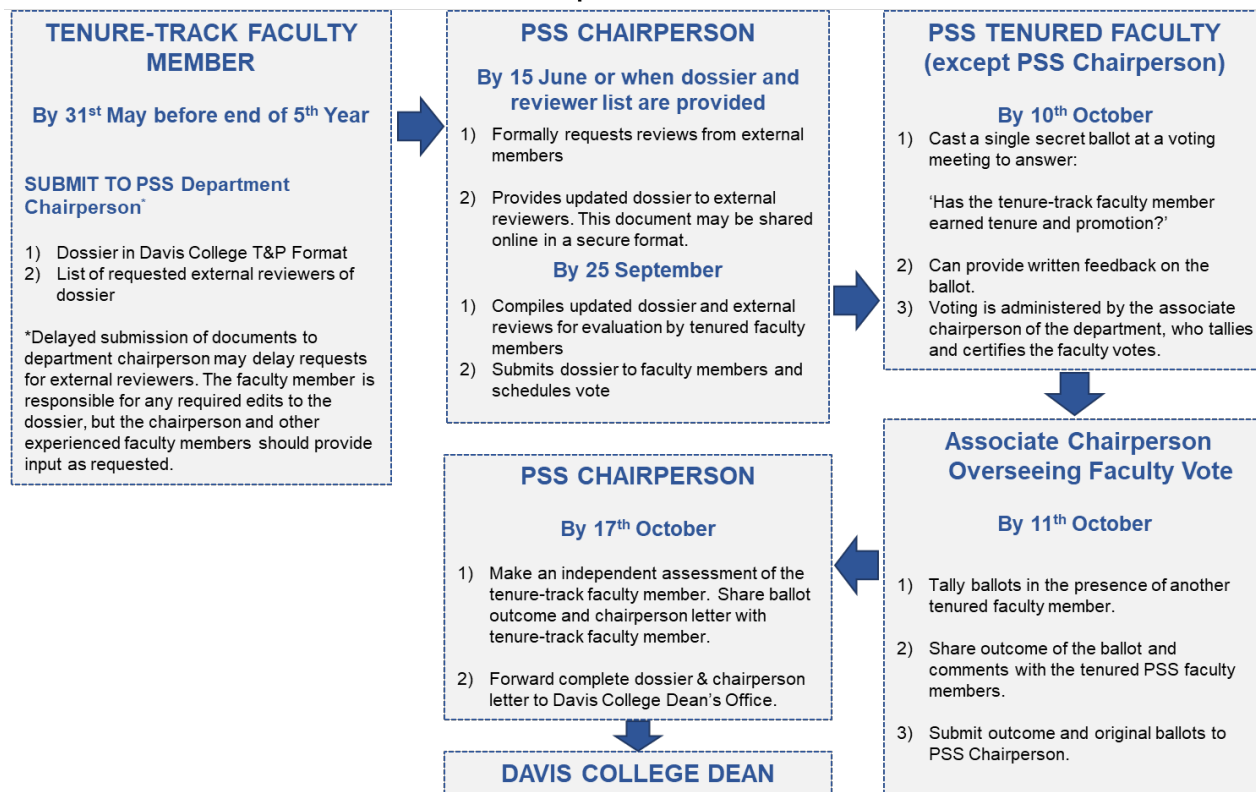 TENURE-TRACK FACULTY
MEMBER
By 31st May before end of 5th Year
SUBMIT TO PSS Department
Chairperson*
1) Dossier in Davis College T&P Format
2) List of requested external reviewers of
dossier
*Delayed submission of documents to
department chairperson may delay requests
for external reviewers. The faculty member is
responsible for any required edits to the
dossier, but the chairperson and other
experienced faculty members should provide
input as requested.
PSS CHAIRPERSON
By 15 June or when dossier and
reviewer list are provided
1) Formally requests reviews from external
members
2) Provides updated dossier to external
reviewers. This document may be shared
online in a secure format.
By 25 September
1) Compiles updated dossier and external
reviews for evaluation by tenured faculty
members
2) Submits dossier to faculty members and
schedules vote
PSS TENURED FACULTY
(except PSS Chairperson)
By 10th October
1) Cast a single secret ballot at a voting
meeting to answer:
‘Has the tenure-track faculty member
earned tenure and promotion?’
2) Can provide written feedback on the
ballot.
3) Voting is administered by the associate
chairperson of the department, who tallies
and certifies the faculty votes.
Associate Chairperson
Overseeing Faculty Vote
By 11th October
1) Tally ballots in the presence of another
tenured faculty member.
2) Share outcome of the ballot and
comments with the tenured PSS faculty
members.
3) Submit outcome and original ballots to
PSS Chairperson.
PSS CHAIRPERSON
By 17th October
1) Make an independent assessment of the
tenure-track faculty member. Share ballot
outcome and chairperson letter with
tenure-track faculty member.
2) Forward complete dossier & chairperson
letter to Davis College Dean’s Office.
DAVIS COLLEGE DEAN